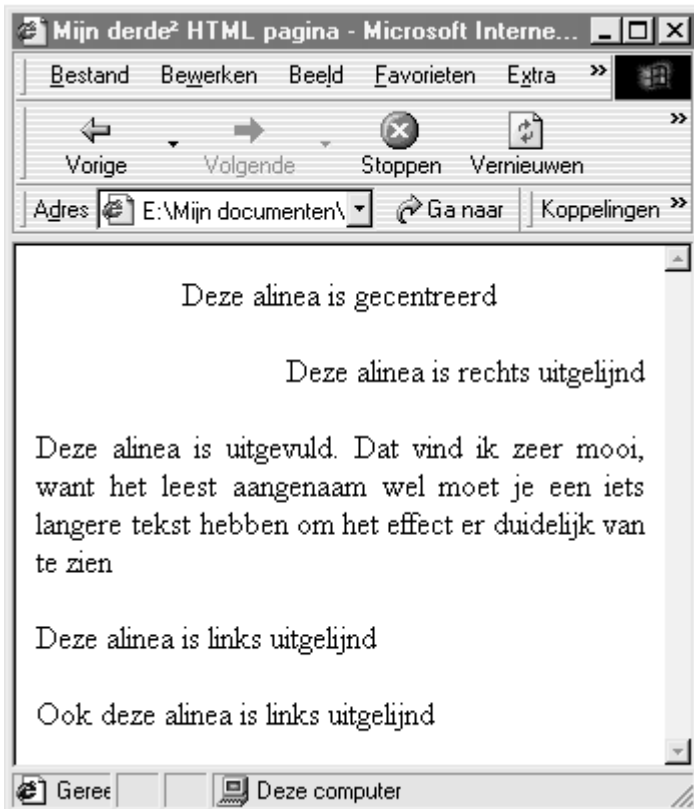 Mijn derde² HTML pagina - Microsoft Interne...
Bestand Bewerken Beeld Favorieten Extra »
Vorige Volgende Stoppen Vernieuwen »
Adres E:\Mijn documenten\ Ga naar Koppelingen »
Deze alinea is gecentreerd
Deze alinea is rechts uitgelijnd
Deze alinea is uitgevuld. Dat vind ik zeer mooi,
want het leest aangenaam wel moet je een iets
langere tekst hebben om het effect er duidelijk van
te zien
Deze alinea is links uitgelijnd
Ook deze alinea is links uitgelijnd
Geree Deze computer